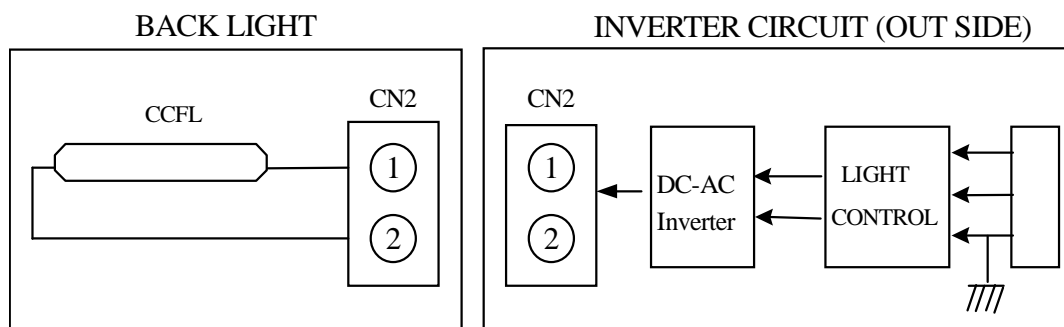 BACK LIGHT
CCFL
CN2
1
2
INVERTER CIRCUIT (OUT SIDE)
CN2
1
2
DC-AC
Inverter
LIGHT
CONTROL